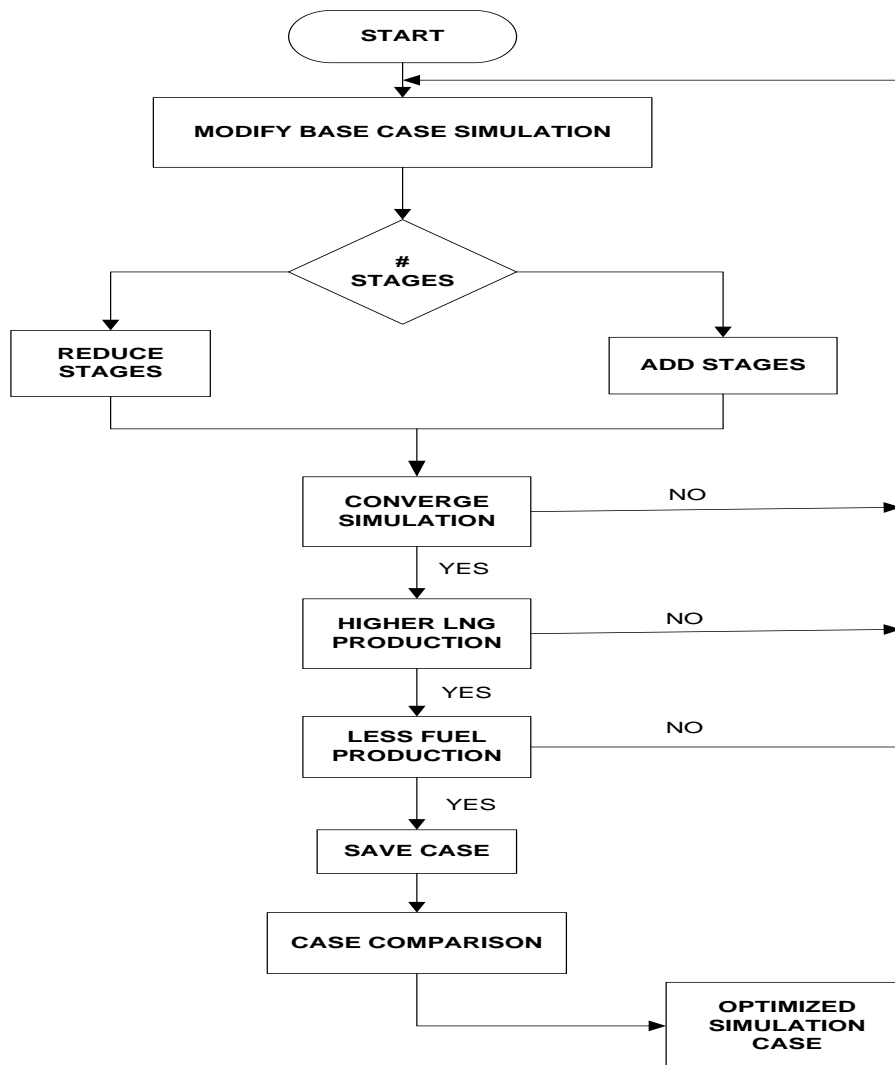 START
MODIFY BASE CASE SIMULATION
#
STAGES
REDUCE
STAGES
ADD STAGES
CONVERGE
SIMULATION
NO
YES
HIGHER LNG
PRODUCTION
NO
YES
LESS FUEL
PRODUCTION
NO
YES
SAVE CASE
CASE COMPARISON
OPTIMIZED
SIMULATION
CASE